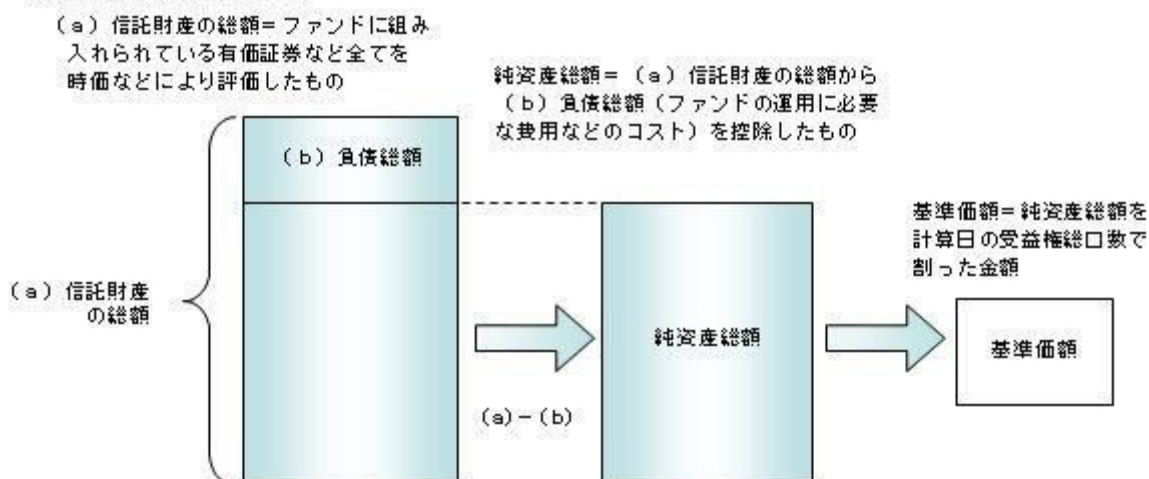 (a)信託財産の総額=ファンドに組み
入れられている有価証券など全てを
時価などにより評価したもの
純資産総額=(a)信託財産の総額から
(b)負債総額(ファンドの運用に必要
な費用などのコスト)を控除したもの
(b)負債総額
基準価額=純資産総額を
計算日の受益権総口数で
割った金額
(a)信託財産
の総額
純資産総額
基準価額
(a)-(b)